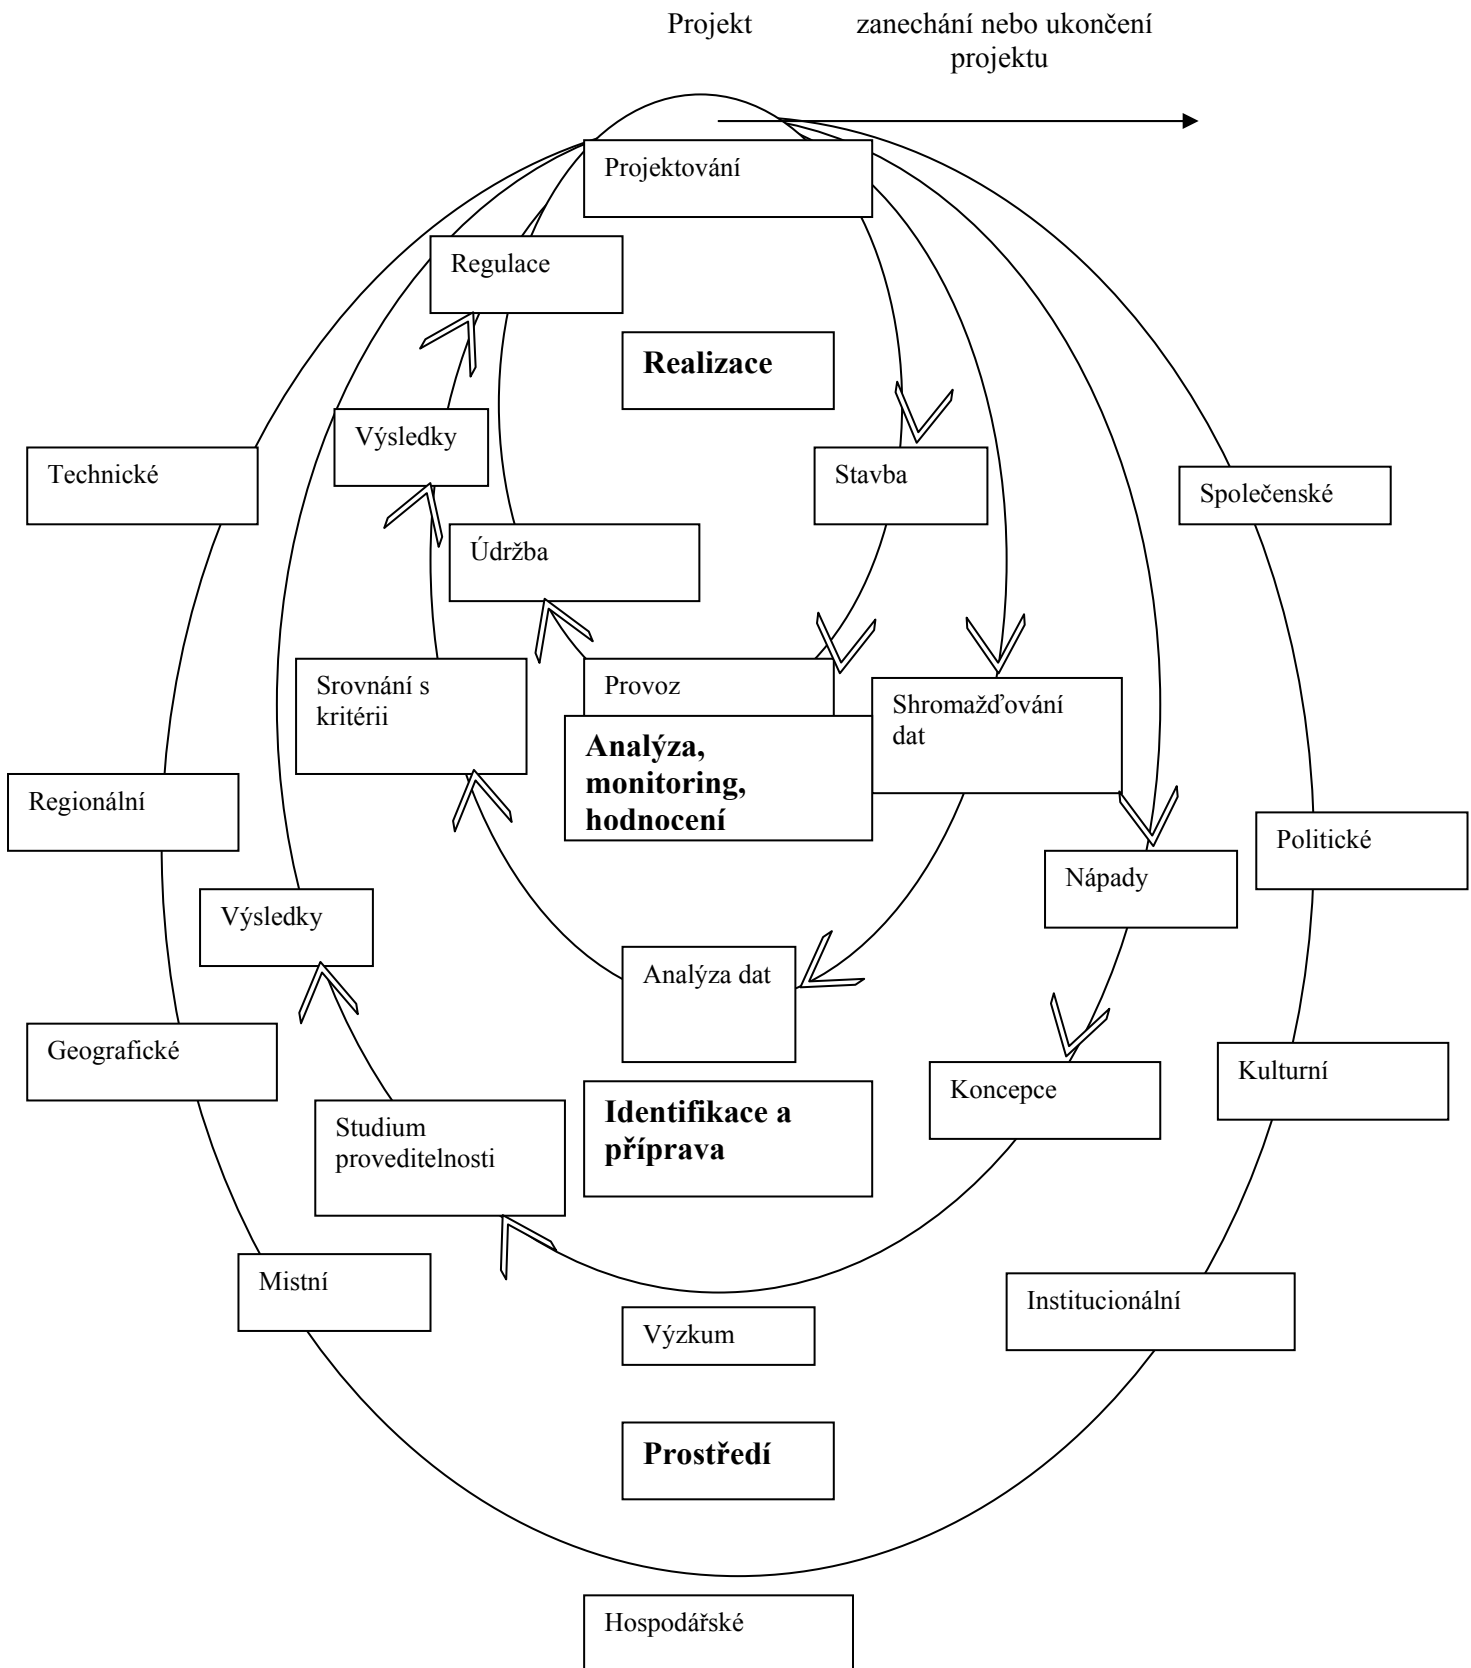 Projekt
zanechání nebo ukončení
projektu
Projektování
Regulace
Realizace
Výsledky
Technické
Stavba
Společenské
Údržba
Srovnání s
kritérii
Provoz
Shromažďování
dat
Analýza,
monitoring,
hodnocení
Regionální
Politické
Nápady
Výsledky
Analýza dat
Geografické
Kulturní
Koncepce
Identifikace a
příprava
Studium
proveditelnosti
Mistní
Institucionální
Výzkum
Prostředí
Hospodářské